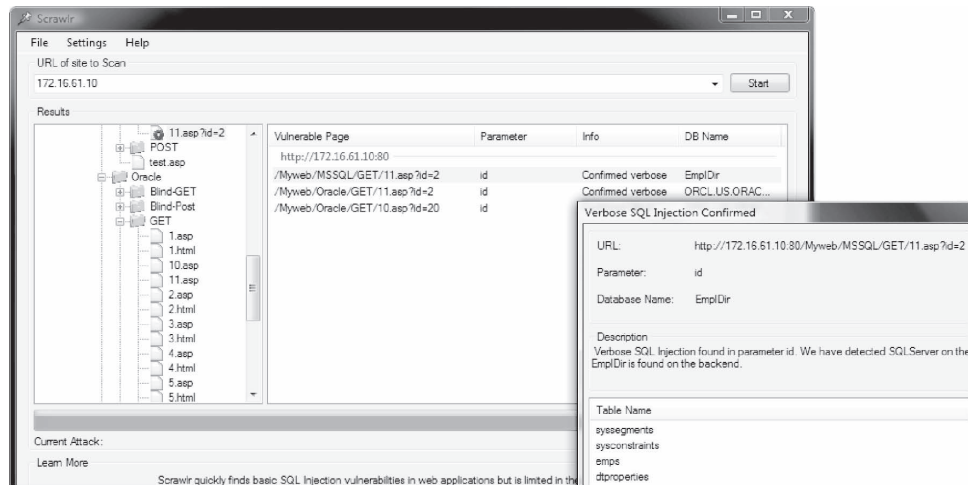 Scrawlr
File Settings Help
URL of site to Scan
172.16.61.10
Start
Results
11.asp?id=2
POST
test.asp
Oracle
Blind-GET
Blind-Post
GET
1.asp
1.html
10.asp
11.asp
2.asp
2.html
3.asp
3.html
4.asp
4.html
5.asp
5.html
Vulnerable Page Parameter Info DB Name
http://172.16.61.10:80
/Myweb/MSSQL/GET/11.asp?id=2 id Confirmed verbose EmplDir
/Myweb/Oracle/GET/11.asp?id=2 id Confirmed verbose ORCL.US.ORAC...
/Myweb/Oracle/GET/10.asp?id=20 id
Verbose SQL Injection Confirmed
URL: http://172.16.61.10:80/Myweb/MSSQL/GET/11.asp?id=2
Parameter: id
Database Name: EmplDir
Description
Verbose SQL Injection found in parameter id. We have detected SQLServer on the
EmplDir is found on the backend.
Table Name
syssegments
sysconstraints
emps
dtproperties
Current Attack:
Learn More
Scrawlr quickly finds basic SQL Injection vulnerabilities in web applications but is limted in the